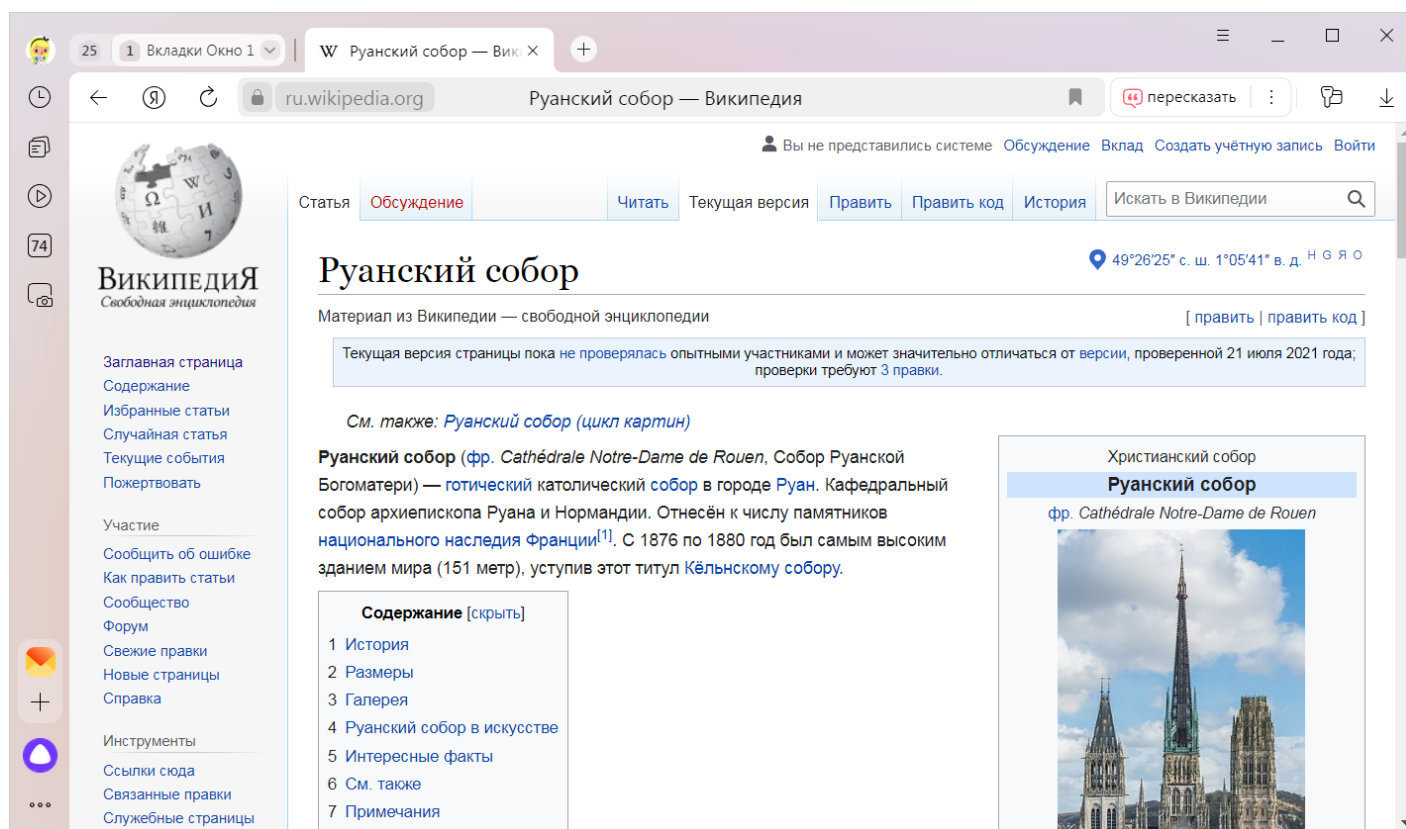 25 1 Вкладки Окно 1
W Руанский собор — Вик
Я ru.wikipedia.org Руанский собор — Википедия пересказать
74
Вы не представились системе Обсуждение Вклад Создать учётную запись Войти
Статья Обсуждение Читать Текущая версия Править Править код История Искать в Википедии
W Ω И 7
ВИКИПЕДИЯ
Свободная энциклопедия
Заглавная страница
Содержание
Избранные статьи
Случайная статья
Текущие события
Пожертвовать
Участие
Сообщить об ошибке
Как править статьи
Сообщество
Форум
Свежие правки
Новые страницы
Справка
Инструменты
Ссылки сюда
Связанные правки
Служебные страницы
Руанский собор
49°26′25″ с. ш. 1°05′41″ в. д. H G Я O
Материал из Википедии — свободной энциклопедии
[ править | править код ]
Текущая версия страницы пока не проверялась опытными участниками и может значительно отличаться от версии, проверенной 21 июля 2021 года;
проверки требуют 3 правки.
См. также: Руанский собор (цикл картин)
Руанский собор (фр. Cathédrale Notre-Dame de Rouen, Собор Руанской
Богоматери) — готический католический собор в городе Руан. Кафедральный
собор архиепископа Руана и Нормандии. Отнесён к числу памятников
национального наследия Франции[1]. С 1876 по 1880 год был самым высоким
зданием мира (151 метр), уступив этот титул Кёльнскому собору.
Содержание [скрыть]
1 История
2 Размеры
3 Галерея
4 Руанский собор в искусстве
5 Интересные факты
6 См. также
7 Примечания
Христианский собор
Руанский собор
фр. Cathédrale Notre-Dame de Rouen